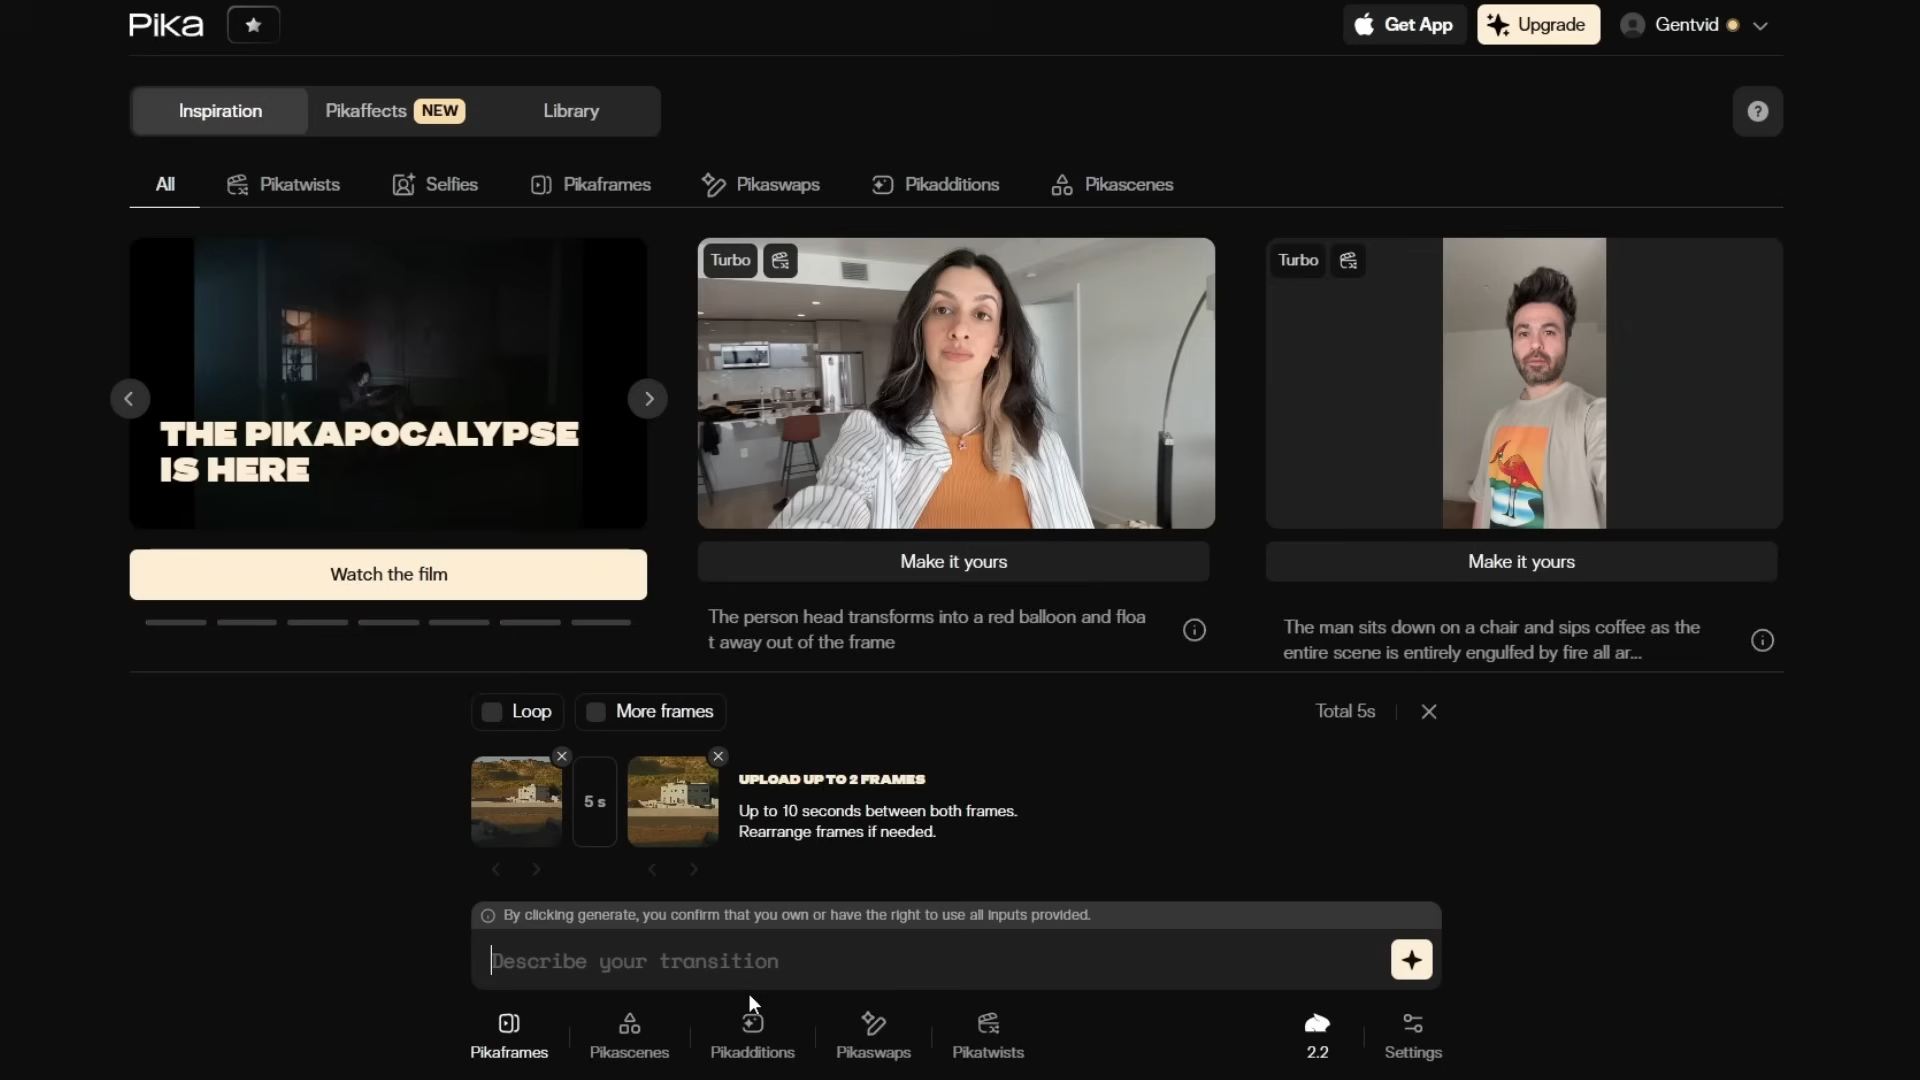 Pika
Get App
Upgrade
Gentvid
Inspiration
Pikaffects NEW
Library
All
Pikatwists
Selfies
Pikaframes
Pikaswaps
Pikadditions
Pikascenes
THE PIKAPOCALYPSE
IS HERE
Watch the film
Turbo
Make it yours
The person head transforms into a red balloon and floa
t away out of the frame
Turbo
Make it yours
The man sits down on a chair and sips coffee as the
entire scene is entirely engulfed by fire all ar...
Loop
More frames
Total 5s
5 s
UPLOAD UP TO 2 FRAMES
Up to 10 seconds between both frames.
Rearrange frames if needed.
By clicking generate, you confirm that you own or have the right to use all inputs provided.
Describe your transition
Pikaframes
Pikascenes
Pikadditions
Pikaswaps
Pikatwists
2.2
Settings